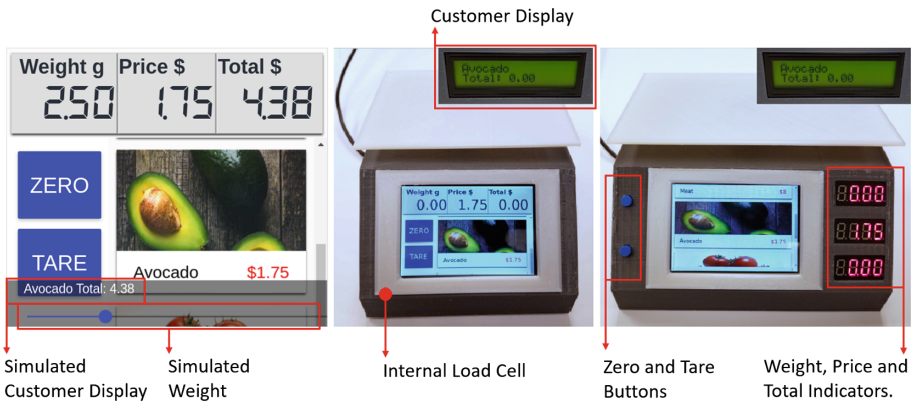 Customer Display
Weight g Price $ Total $
2.50 1.75 4.38
ZERO
TARE
Avocado $1.75
Avocado Total: 4.38
Avocado
Total: 0.00
Weight g Price $ Total $
0.00 1.75 0.00
ZERO
TARE
Avocado $1.75
Avocado
Total: 0.00
Meat $8
Avocado $1.75
0.00
1.75
0.00
Simulated
Customer Display
Simulated
Weight
Internal Load Cell
Zero and Tare
Buttons
Weight, Price and
Total Indicators.